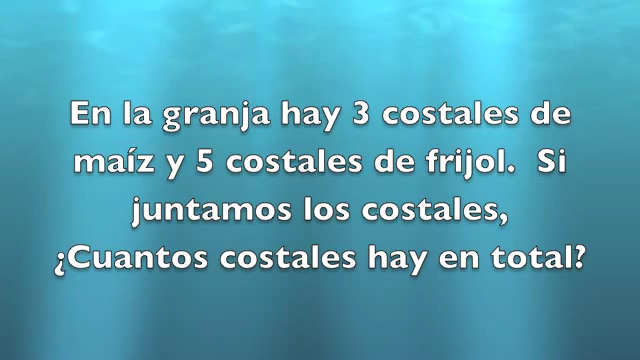 En la granja hay 3 costales de
maíz y 5 costales de frijol.  Si
juntamos los costales,
¿Cuantos costales hay en total?